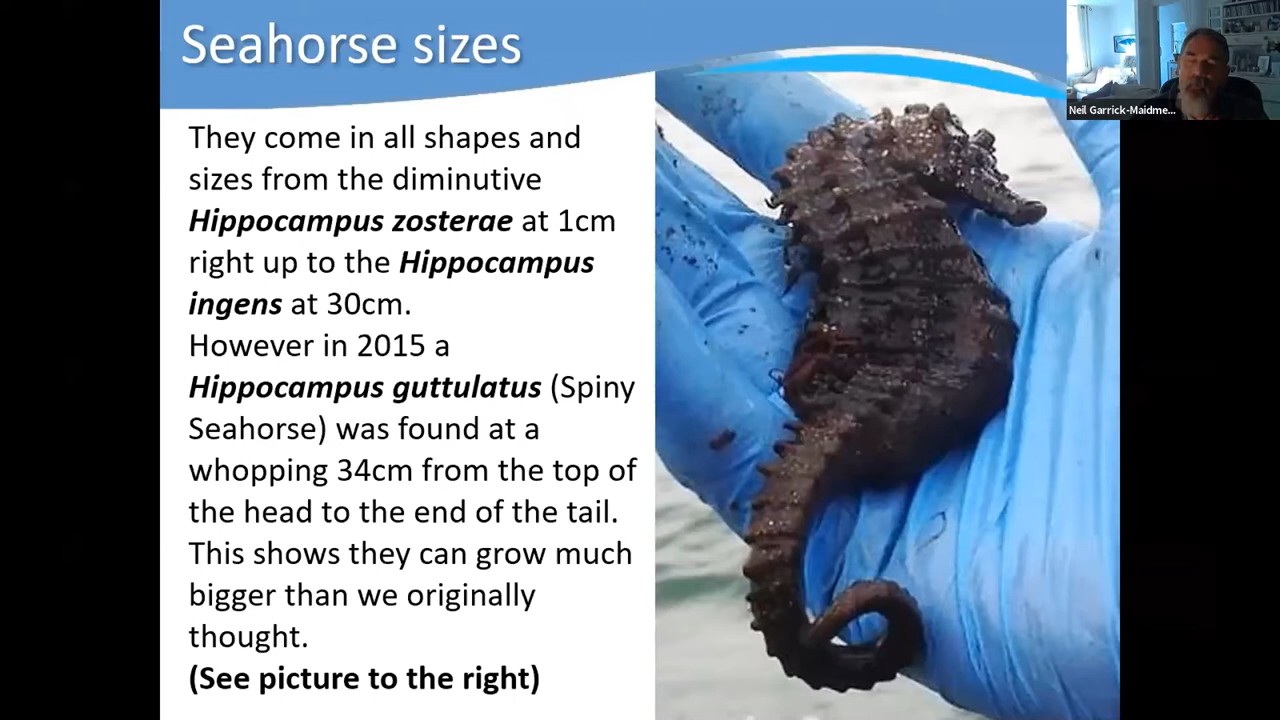 Seahorse sizes
Neil Garrick-Maidme...
They come in all shapes and
sizes from the diminutive
Hippocampus zosterae at 1cm
right up to the Hippocampus
ingens at 30cm.
However in 2015 a
Hippocampus guttulatus (Spiny
Seahorse) was found at a
whopping 34cm from the top of
the head to the end of the tail.
This shows they can grow much
bigger than we originally
thought.
(See picture to the right)